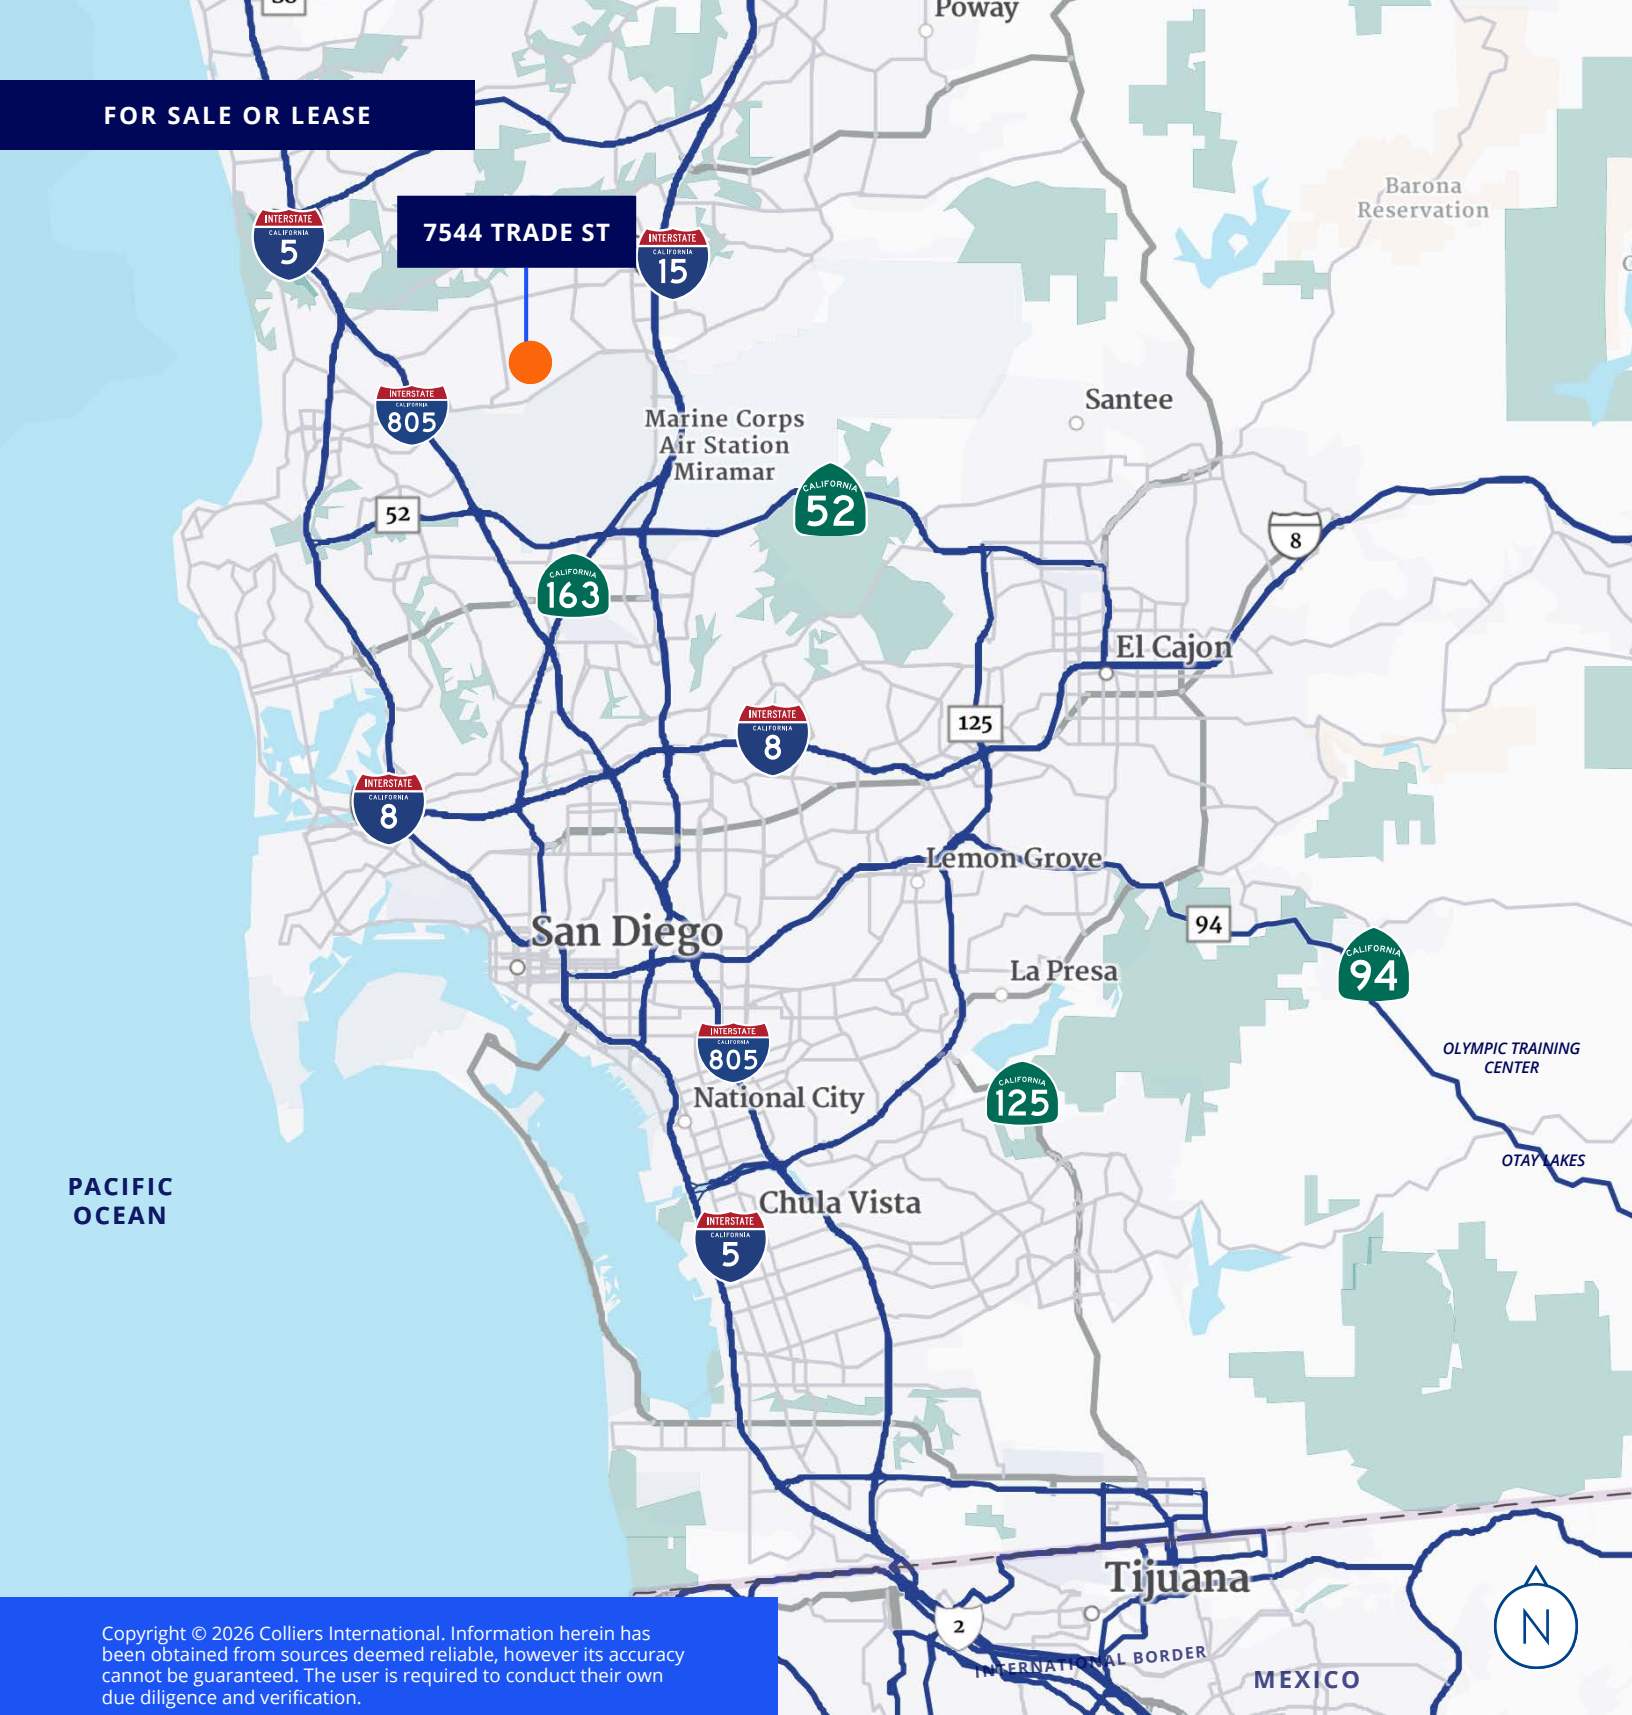 Poway
FOR SALE OR LEASE
Barona
Reservation
INTERSTATE
CALIFORNIA
5
7544 TRADE ST
INTERSTATE
CALIFORNIA
15
Santee
INTERSTATE
CALIFORNIA
805
Marine Corps
Air Station
Miramar
CALIFORNIA
52
52
8
CALIFORNIA
163
El Cajon
INTERSTATE
CALIFORNIA
8
125
INTERSTATE
CALIFORNIA
8
Lemon Grove
San Diego
94
CALIFORNIA
94
La Presa
INTERSTATE
CALIFORNIA
805
OLYMPIC TRAINING
CENTER
National City
CALIFORNIA
125
OTAY LAKES
PACIFIC
OCEAN
Chula Vista
INTERSTATE
CALIFORNIA
5
Tijuana
2
N
INTERNATIONAL BORDER
MEXICO
Copyright © 2026 Colliers International. Information herein has
been obtained from sources deemed reliable, however its accuracy
cannot be guaranteed. The user is required to conduct their own
due diligence and verification.